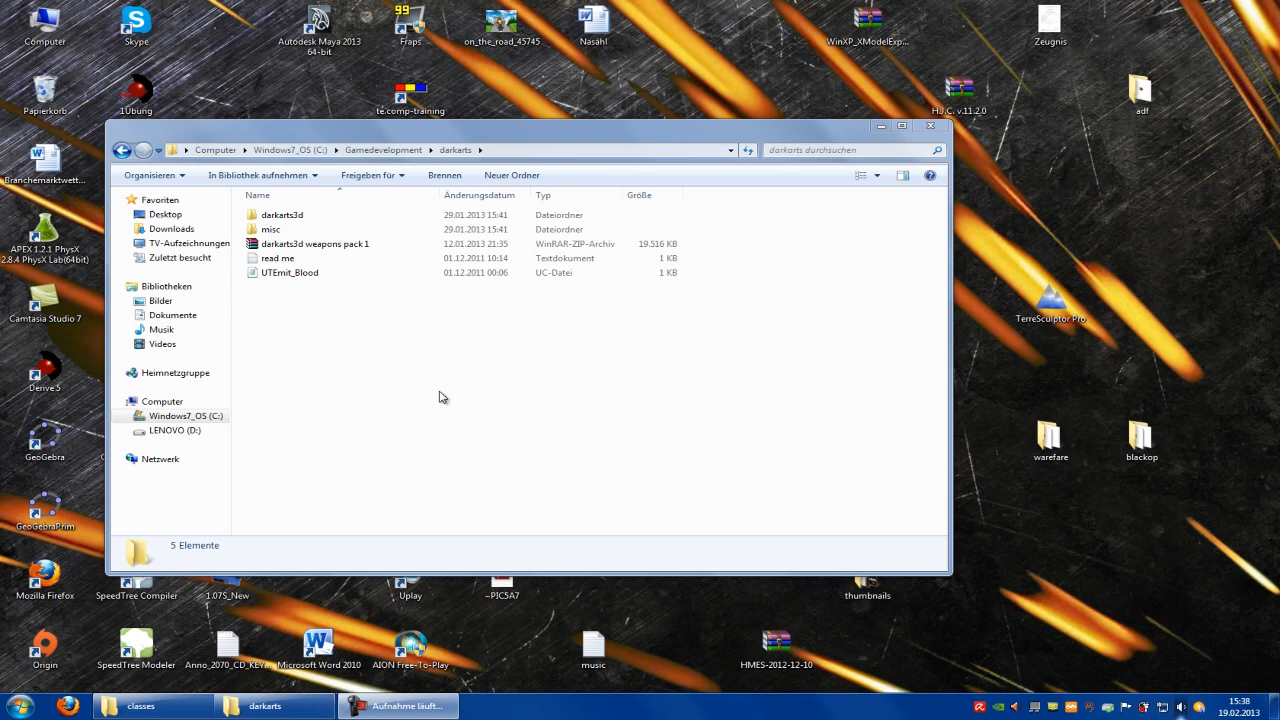 Computer
Skype
Autodesk Maya 2013
64-bit
99
Fraps
on_the_road_45745
Nasahl
WinXP_XModelExp...
Zeugnis
Papierkorb
1Übung
te.comp-training
H.J.C. v.11.2.0
adf
Computer
Windows7_OS (C:)
Gamedevelopment
darkarts
darkarts durchsuchen
Organisieren
In Bibliothek aufnehmen
Freigeben für
Brennen
Neuer Ordner
Branchemarktwett...
APEX 1.2.1 PhysX
2.8.4 PhysX Lab(64bit)
Camtasia Studio 7
Derive 5
GeoGebra
GeoGebraPrim
Favoriten
Desktop
Downloads
TV-Aufzeichnungen
Zuletzt besucht
Bibliotheken
Bilder
Dokumente
Musik
Videos
Heimnetzgruppe
Computer
Windows7_OS (C:)
LENOVO (D:)
Netzwerk
Name Änderungsdatum Typ Größe
darkarts3d 29.01.2013 15:41 Dateiordner
misc 29.01.2013 15:41 Dateiordner
darkarts3d weapons pack 1 12.01.2013 21:35 WinRAR-ZIP-Archiv 19.516 KB
read me 01.12.2011 10:14 Textdokument 1 KB
UTEmit_Blood 01.12.2011 00:06 UC-Datei 1 KB
5 Elemente
TerreSculptor Pro
warefare
blackop
Mozilla Firefox
SpeedTree Compiler
1.07S_New
Uplay
~PIC5A7
thumbnails
Origin
SpeedTree Modeler
Anno_2070_CD_KEY...
Microsoft Word 2010
AION Free-To-Play
music
HMES-2012-12-10
classes
darkarts
Aufnahme läuft...
15:38
19.02.2013